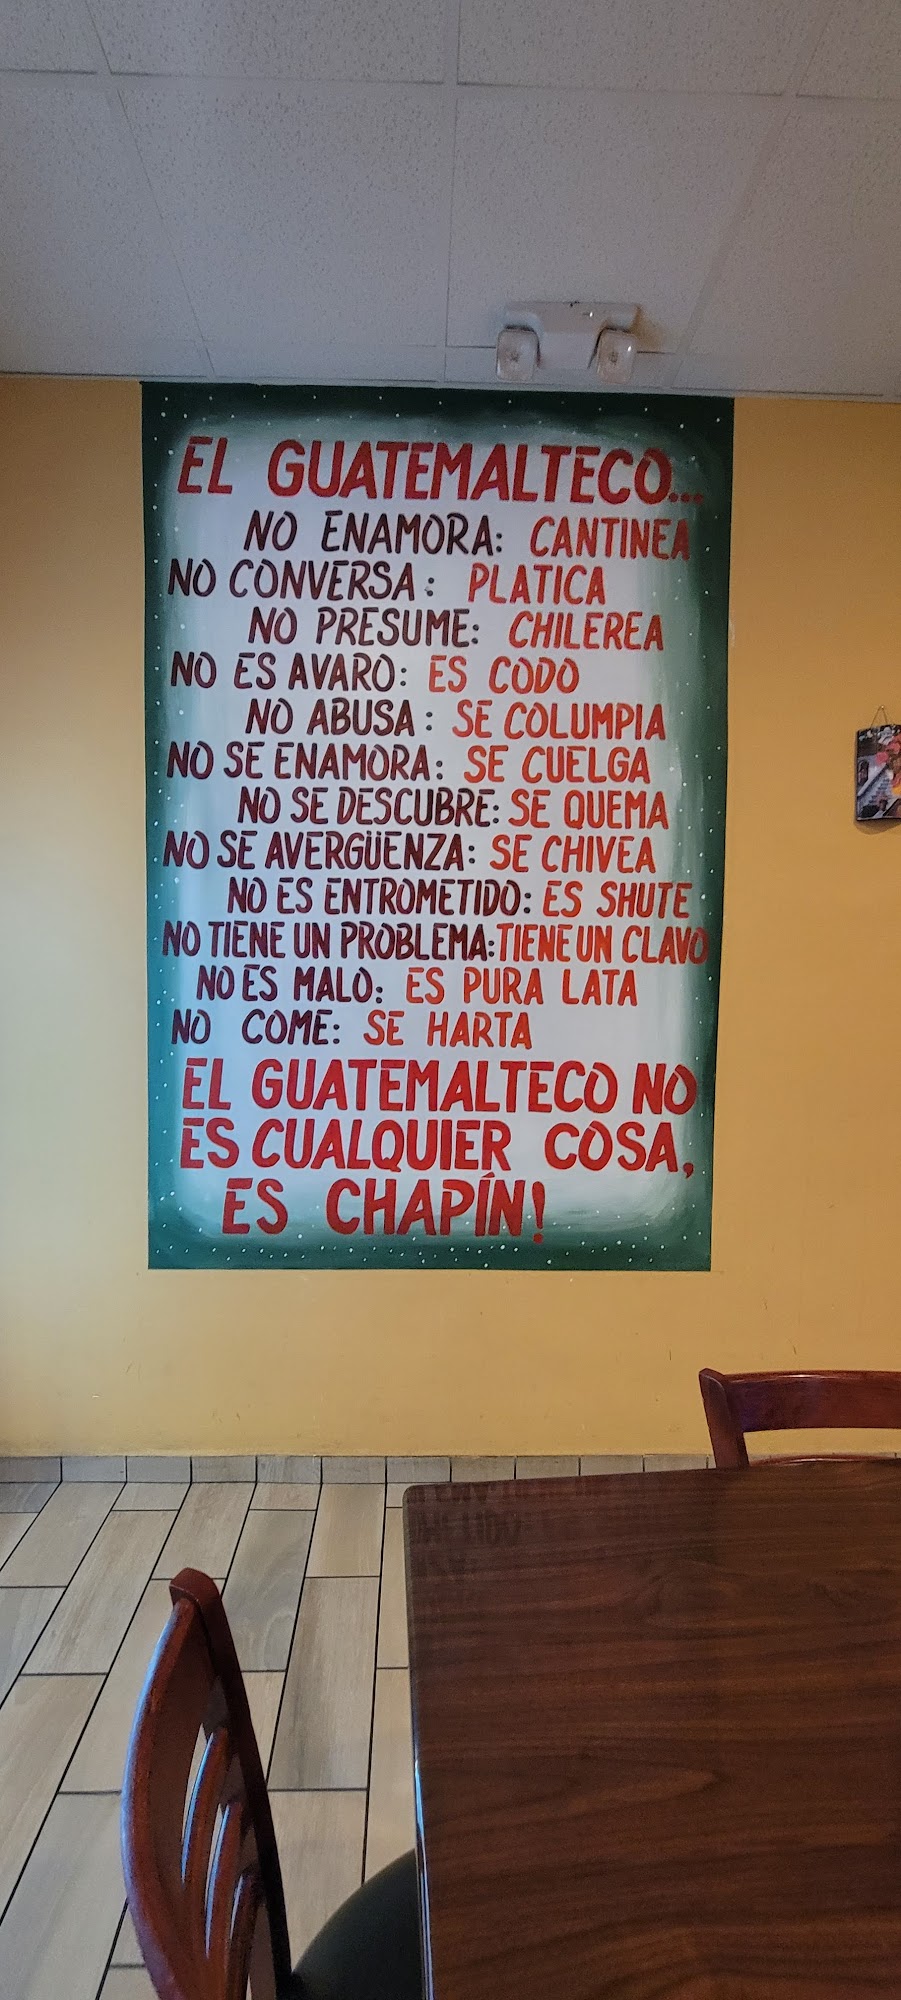 EL GUATEMALTECO...
NO ENAMORA: CANTINEA
NO CONVERSA: PLATICA
NO PRESUME: CHILEREA
NO ES AVARO: ES CODO
NO ABUSA: SE COLUMPIA
NO SE ENAMORA: SE CUELGA
NO SE DESCUBRE: SE QUEMA
NO SE AVERGÜENZA: SE CHIVEA
NO ES ENTROMETIDO: ES SHUTE
NO TIENE UN PROBLEMA: TIENE UN CLAVO
NO ES MALO: ES PURA LATA
NO COME: SE HARTA
EL GUATEMALTECO NO
ES CUALQUIER COSA,
ES CHAPÍN!